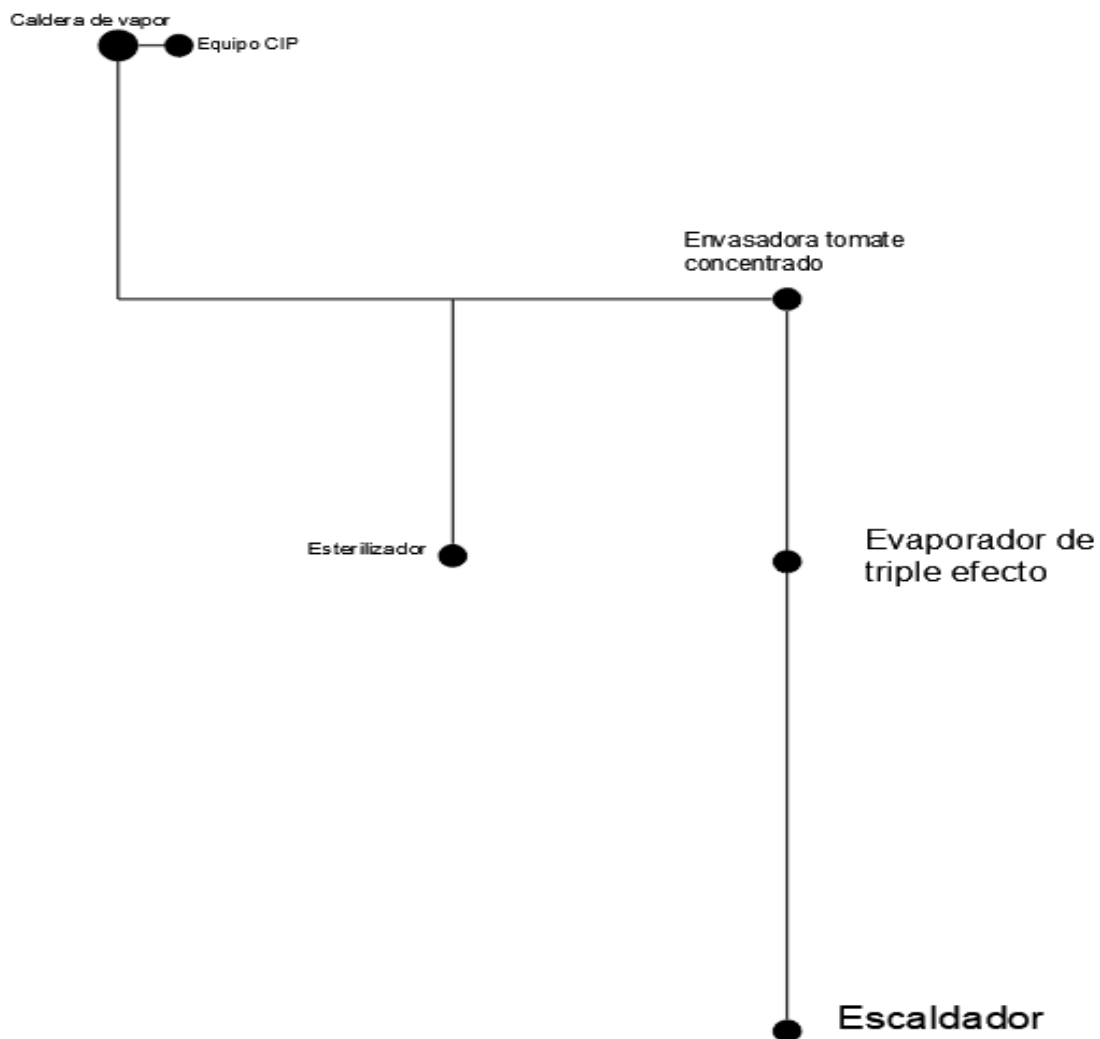 Caldera de vapor
Equipo CIP
Envasadora tomate
concentrado
Esterilizador
Evaporador de
triple efecto
Escaldador